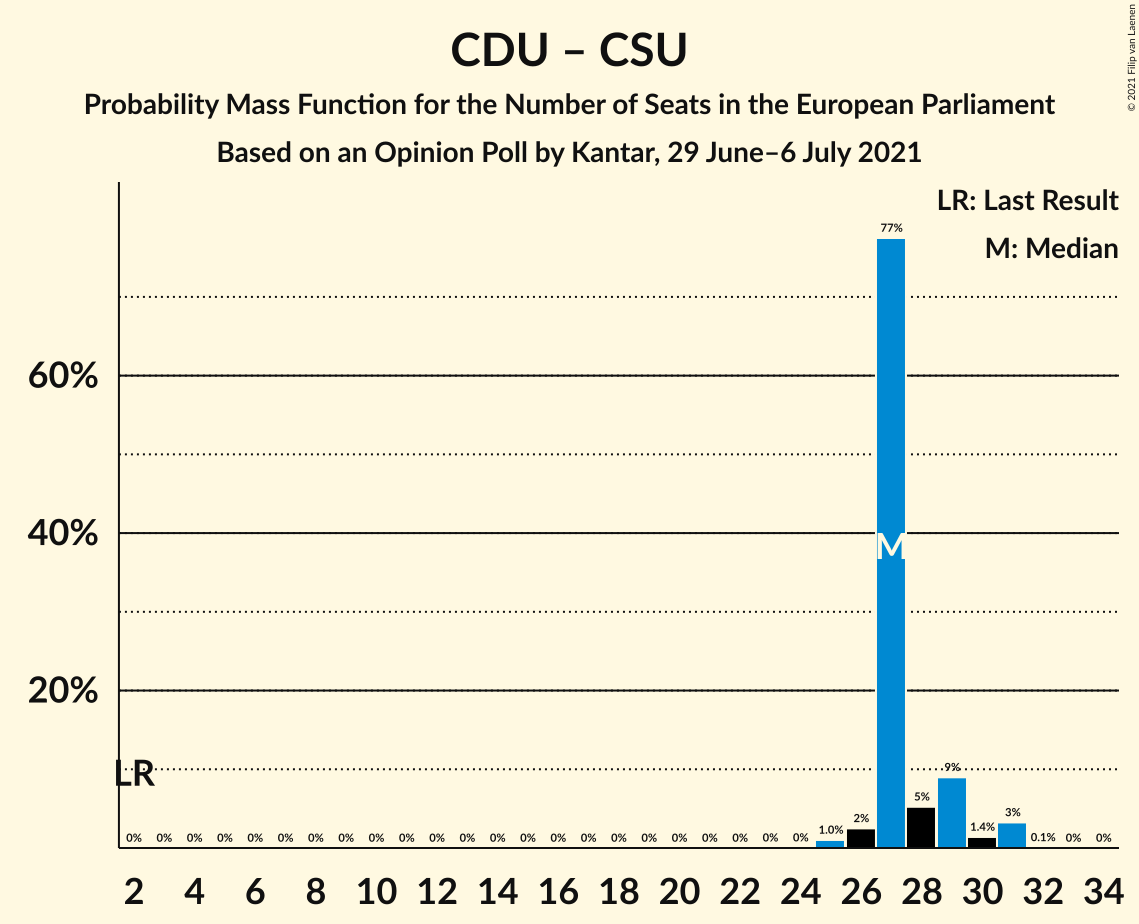 CDU – CSU
Probability Mass Function for the Number of Seats in the European Parliament
Based on an Opinion Poll by Kantar, 29 June–6 July 2021
© 2021 Filip van Laenen
LR: Last Result
M: Median
77%
60%
40%
M
20%
LR
0% 0% 0% 0% 0% 0% 0% 0% 0% 0% 0% 0% 0% 0% 0% 0% 0% 0% 0% 0% 0% 0% 0% 1.0% 2% 5% 9% 1.4% 3% 0.1% 0% 0%
2 4 6 8 10 12 14 16 18 20 22 24 26 28 30 32 34